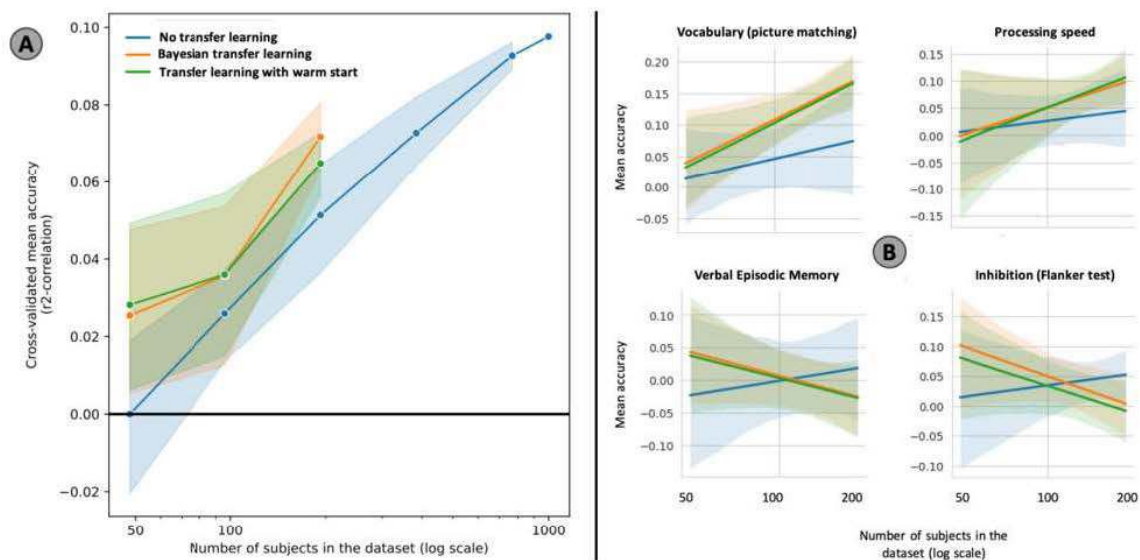 A
No transfer learning
Bayesian transfer learning
Transfer learning with warm start
0.10
0.08
0.06
0.04
0.02
0.00
−0.02
Cross-validated mean accuracy
(r2-correlation)
50
100
1000
Number of subjects in the dataset (log scale)
Vocabulary (picture matching)
0.20
0.15
0.10
0.05
0.00
−0.05
Mean accuracy
Processing speed
0.15
0.10
0.05
0.00
−0.05
−0.10
−0.15
B
Verbal Episodic Memory
0.10
0.05
0.00
−0.05
−0.10
Mean accuracy
50
100
200
Inhibition (Flanker test)
0.15
0.10
0.05
0.00
−0.05
−0.10
50
100
200
Number of subjects in the
dataset (log scale)